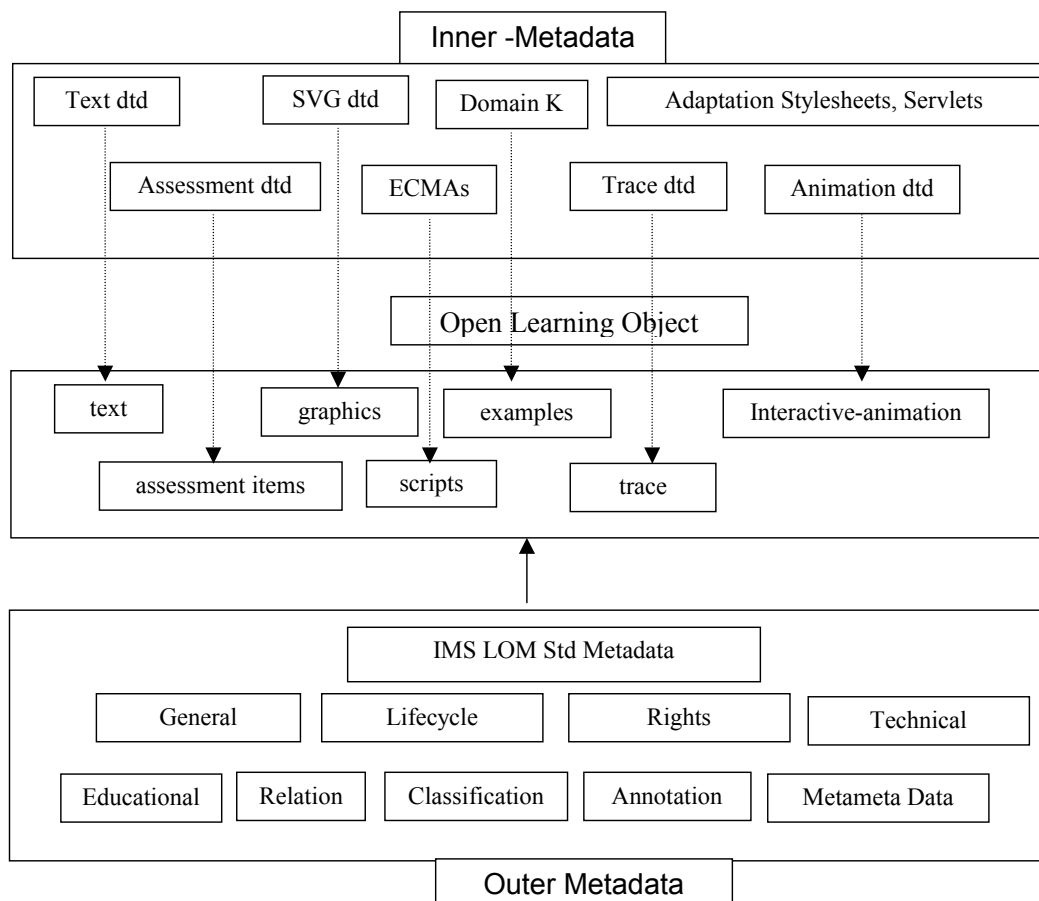 Inner -Metadata
Text dtd
SVG dtd
Domain K
Adaptation Stylesheets, Servlets
Assessment dtd
ECMAs
Trace dtd
Animation dtd
Open Learning Object
text
graphics
examples
Interactive-animation
assessment items
scripts
trace
IMS LOM Std Metadata
General
Lifecycle
Rights
Technical
Educational
Relation
Classification
Annotation
Metameta Data
Outer Metadata